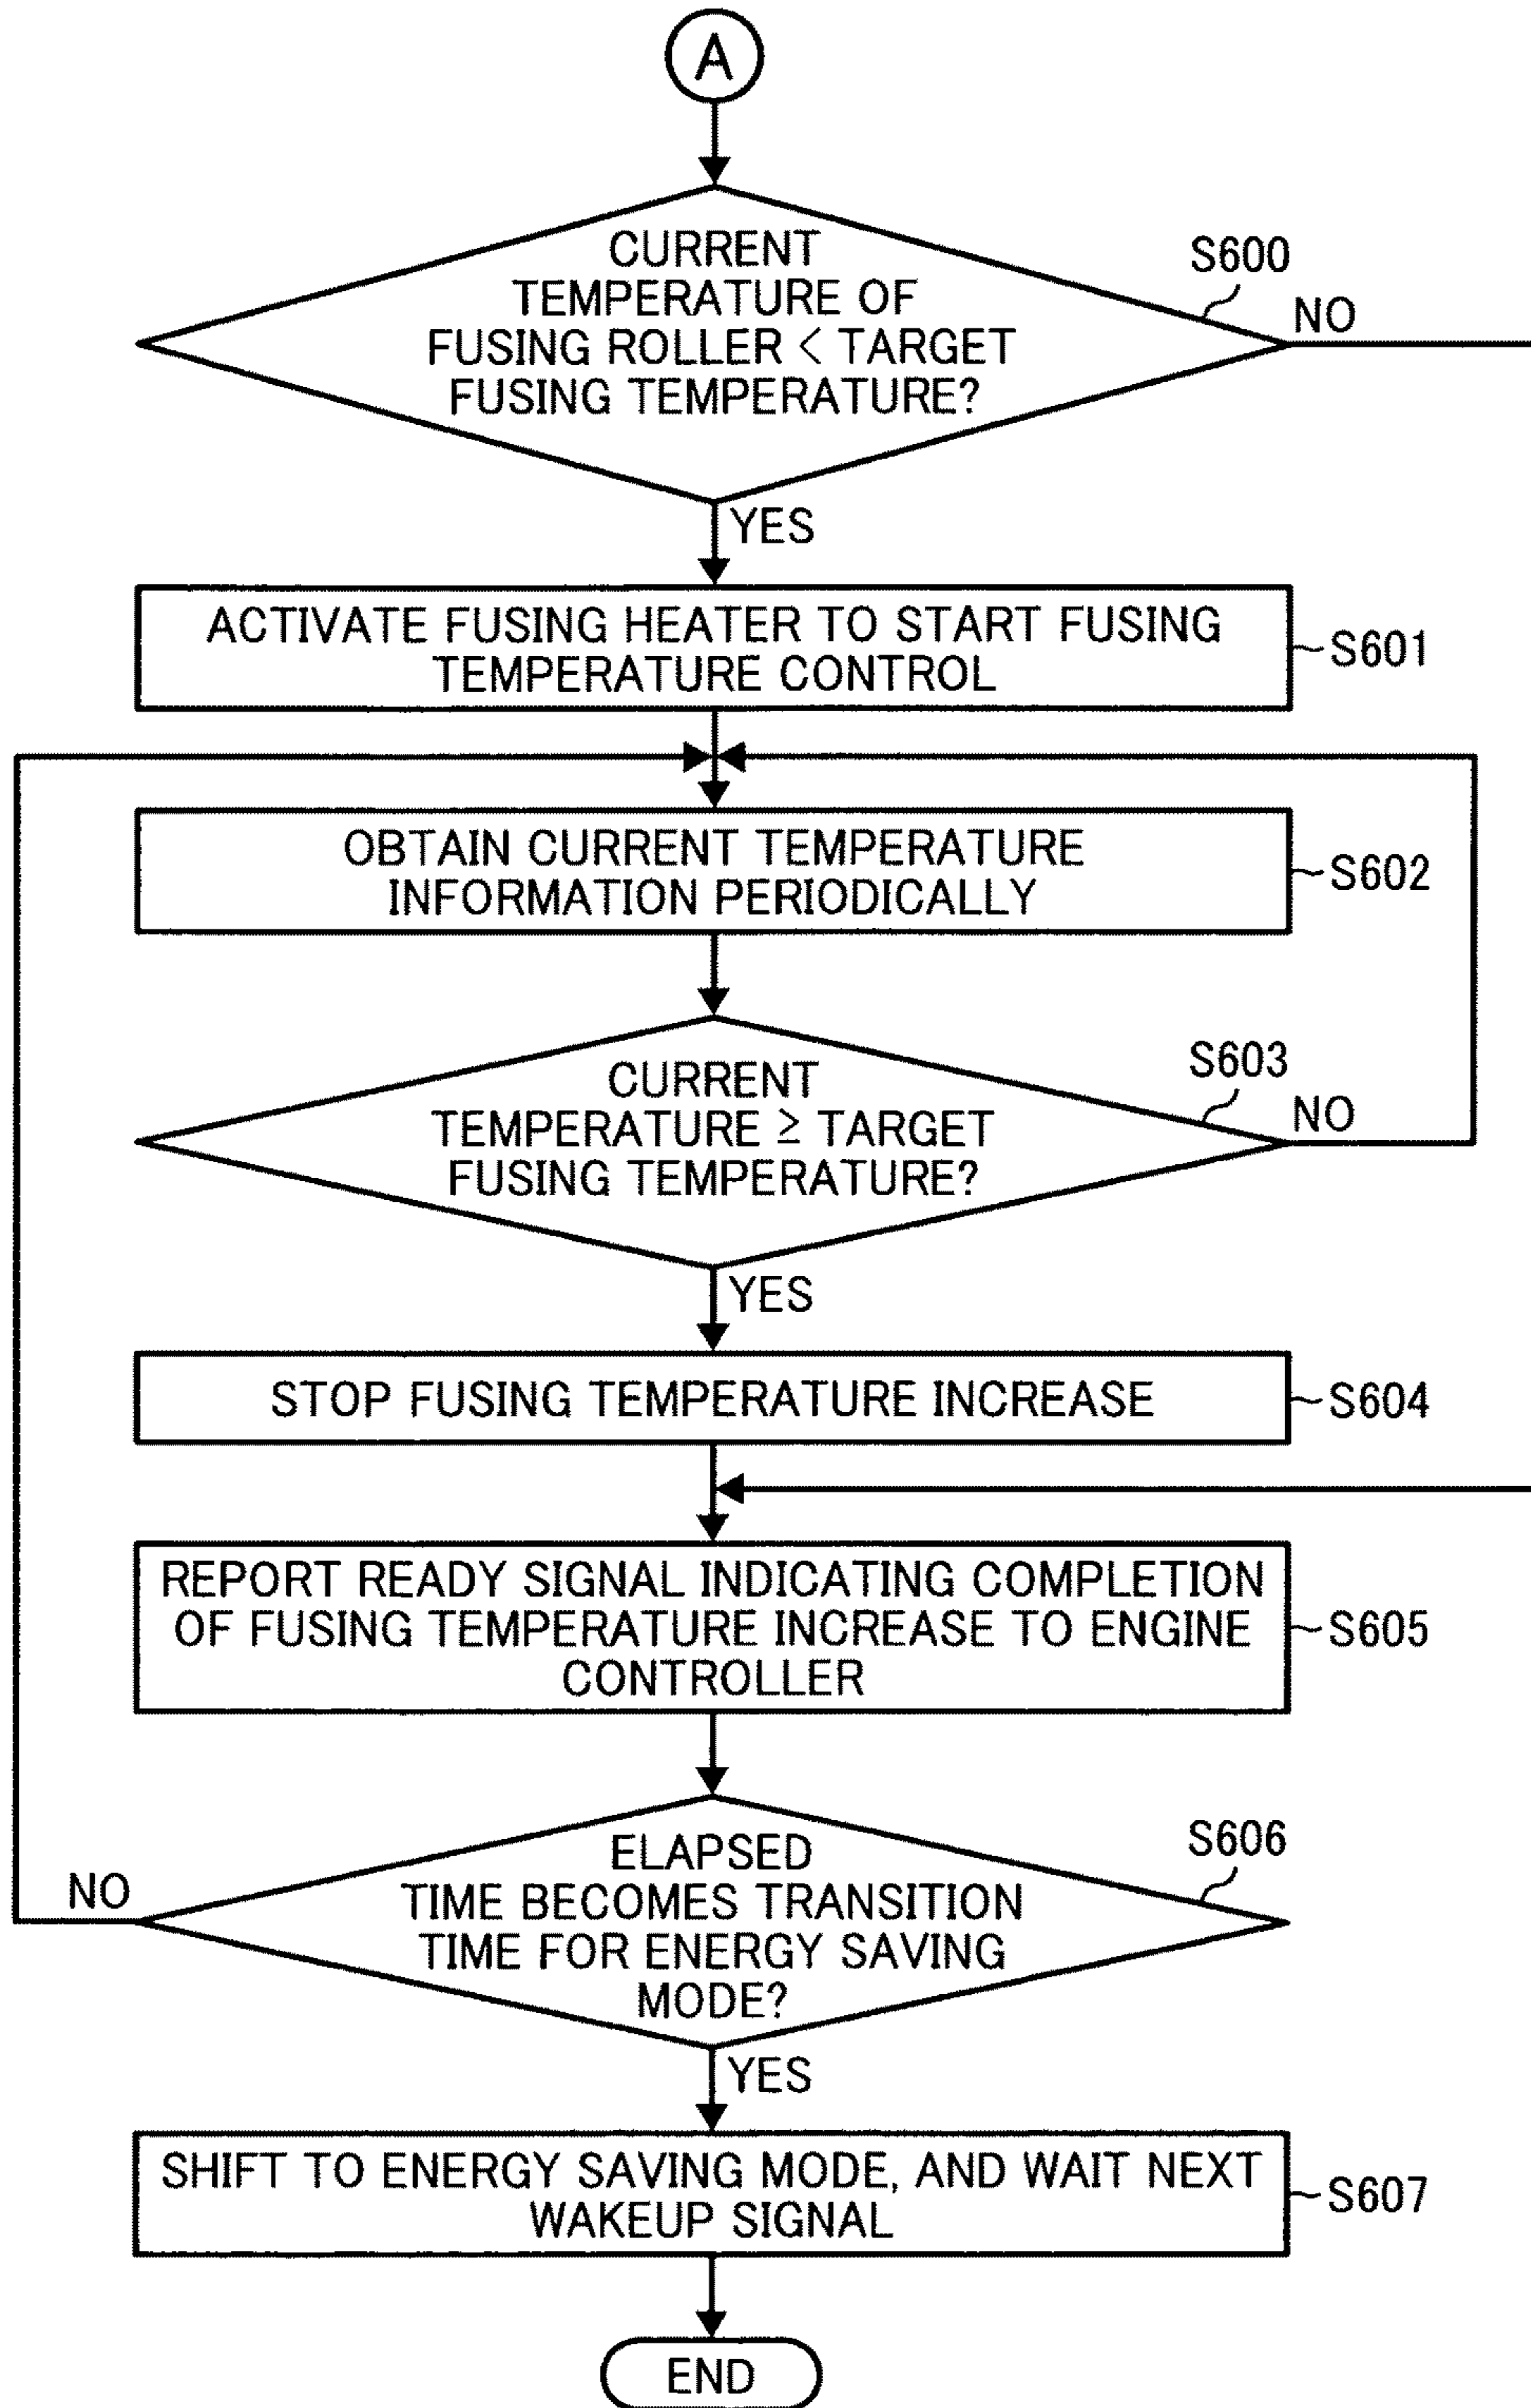 A
CURRENT
TEMPERATURE OF
FUSING ROLLER < TARGET
FUSING TEMPERATURE?
S600
NO
YES
ACTIVATE FUSING HEATER TO START FUSING
TEMPERATURE CONTROL
S601
OBTAIN CURRENT TEMPERATURE
INFORMATION PERIODICALLY
S602
CURRENT
TEMPERATURE ≥ TARGET
FUSING TEMPERATURE?
S603
NO
YES
STOP FUSING TEMPERATURE INCREASE
S604
REPORT READY SIGNAL INDICATING COMPLETION
OF FUSING TEMPERATURE INCREASE TO ENGINE
CONTROLLER
S605
ELAPSED
TIME BECOMES TRANSITION
TIME FOR ENERGY SAVING
MODE?
S606
NO
YES
SHIFT TO ENERGY SAVING MODE, AND WAIT NEXT
WAKEUP SIGNAL
S607
END